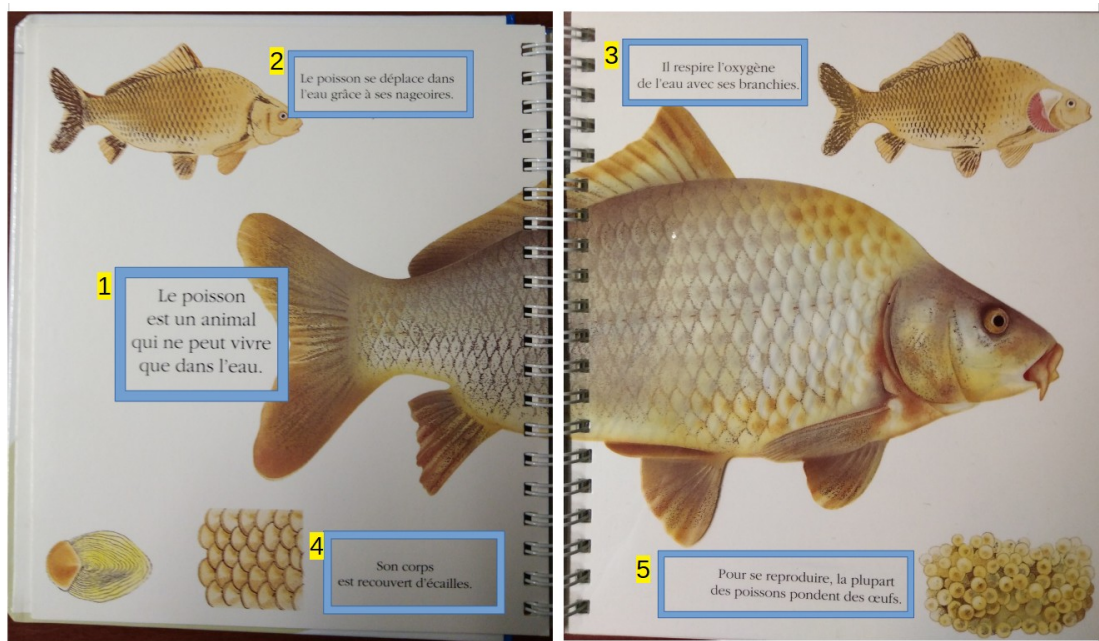 1
Le poisson
est un animal
qui ne peut vivre
que dans l'eau.
2
Le poisson se déplace dans
l'eau grâce à ses nageoires.
3
Il respire l'oxygène
de l'eau avec ses branchies.
4
Son corps
est recouvert d'écailles.
5
Pour se reproduire, la plupart
des poissons pondent des œufs.